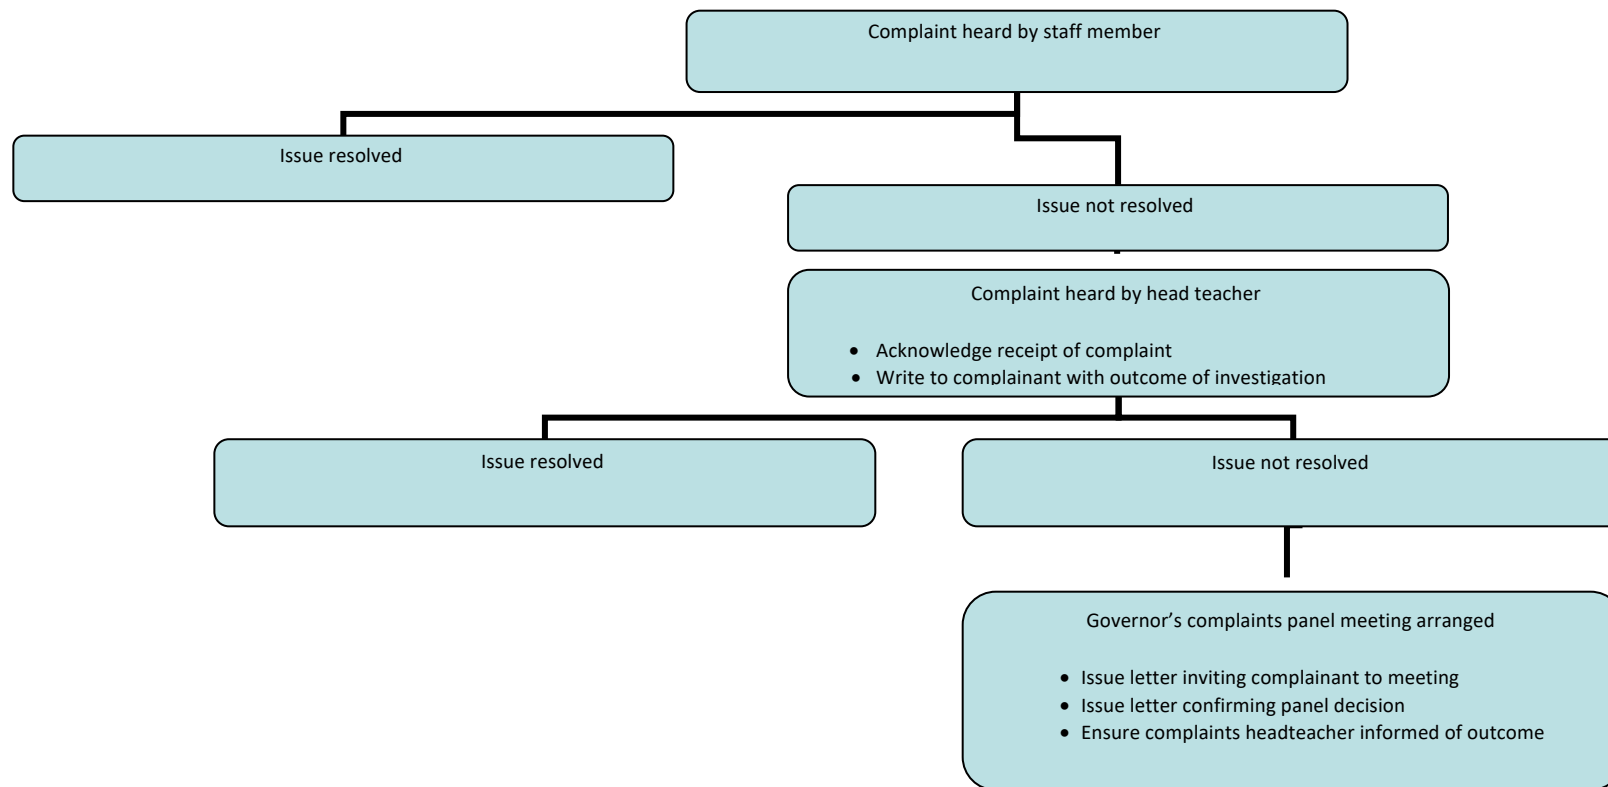 Complaint heard by staff member
Issue resolved
Issue not resolved
Complaint heard by head teacher
• Acknowledge receipt of complaint
• Write to complainant with outcome of investigation
Issue resolved
Issue not resolved
Governor’s complaints panel meeting arranged
• Issue letter inviting complainant to meeting
• Issue letter confirming panel decision
• Ensure complaints headteacher informed of outcome